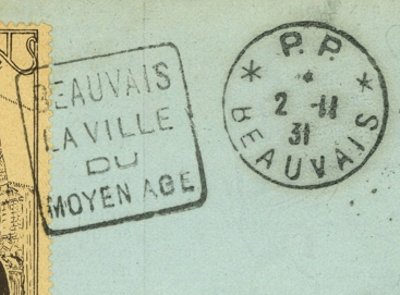 BEAUVAIS
LA VILLE
DU
MOYEN AGE
* P.P. *
*
2 -11
31
BEAUVAIS